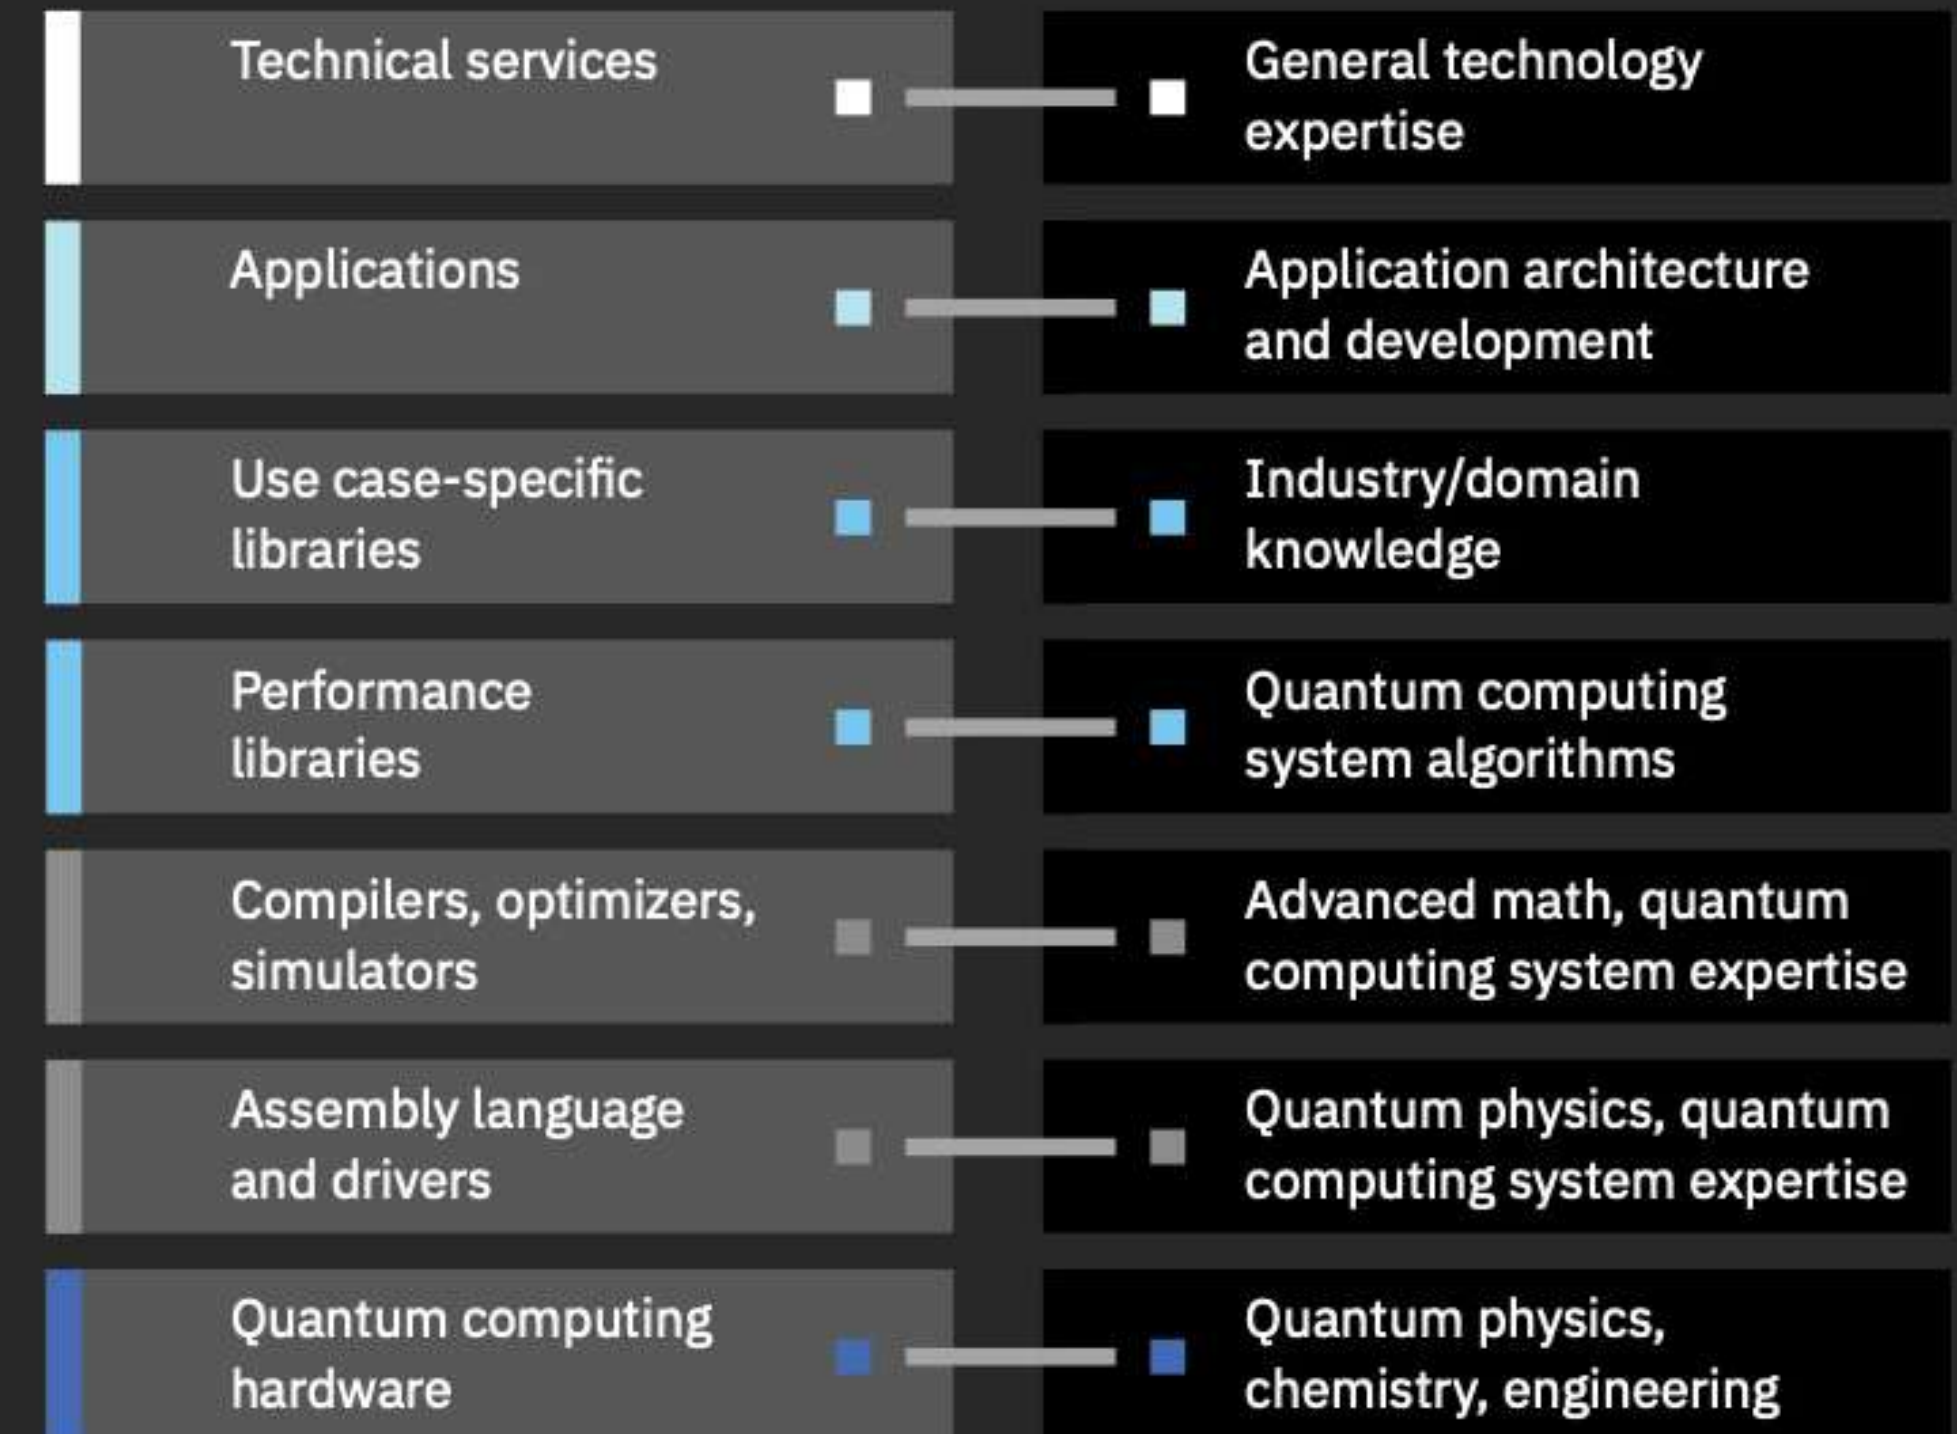 Technical services
General technology
expertise
Applications
Application architecture
and development
Use case-specific
libraries
Industry/domain
knowledge
Performance
libraries
Quantum computing
system algorithms
Compilers, optimizers,
simulators
Advanced math, quantum
computing system expertise
Assembly language
and drivers
Quantum physics, quantum
computing system expertise
Quantum computing
hardware
Quantum physics,
chemistry, engineering